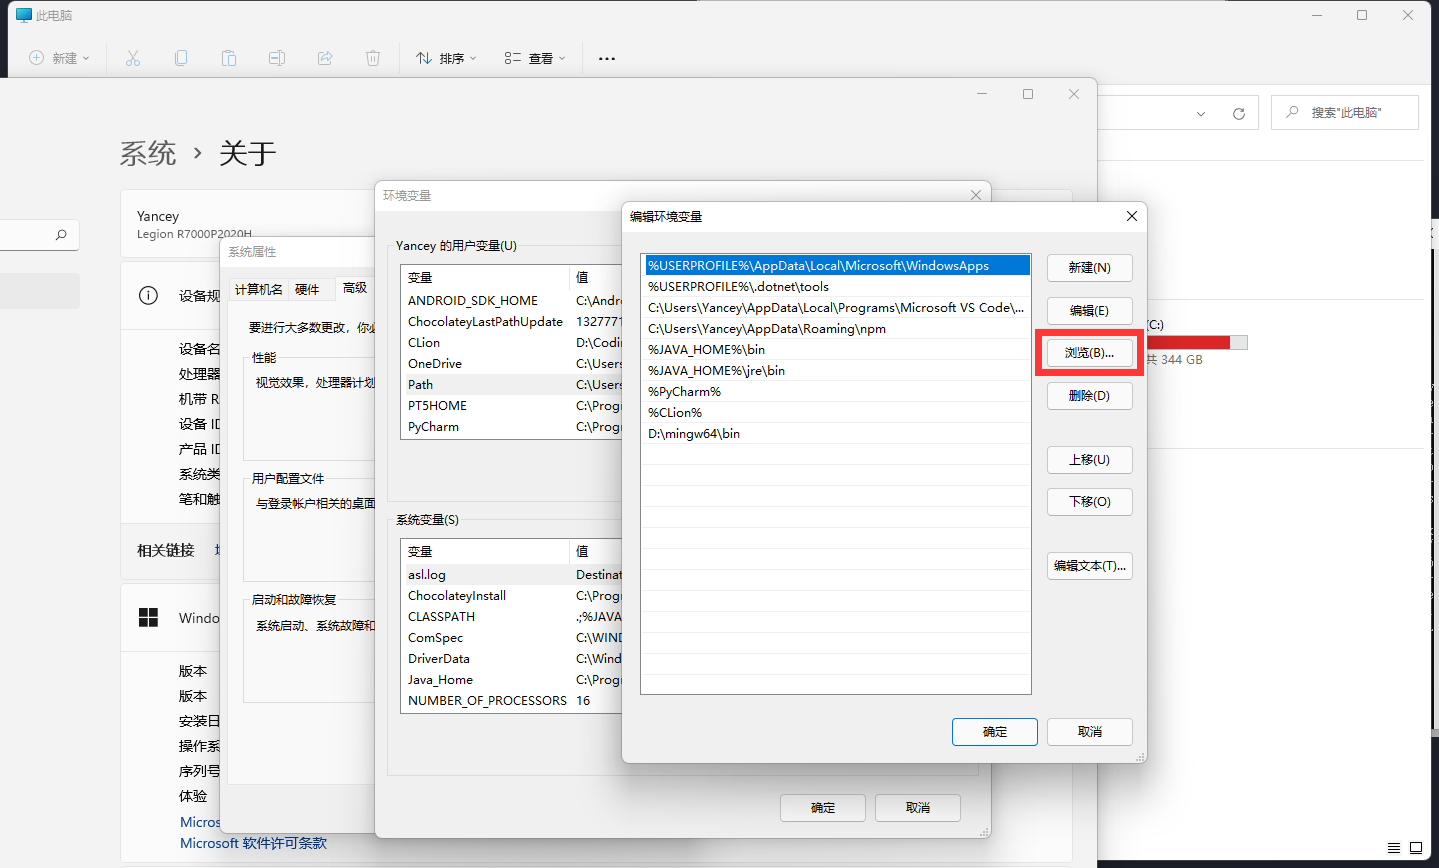 此电脑
新建
排序
查看
搜索"此电脑"
系统 › 关于
Yancey
Legion R7000P2020H
设备规
设备名
处理器
机带 R
设备 ID
产品 ID
系统类
笔和触
相关链接
Windo
版本
版本
安装日
操作系
序列号
体验
Micros
Microsoft 软件许可条款
系统属性
计算机名 硬件 高级
要进行大多数更改，你必
性能
视觉效果，处理器计划
用户配置文件
与登录帐户相关的桌面
启动和故障恢复
系统启动、系统故障和
环境变量
Yancey 的用户变量(U)
变量 值
ANDROID_SDK_HOME C:\Andr
ChocolateyLastPathUpdate 1327771
CLion D:\Codin
OneDrive C:\Users
Path C:\Users
PT5HOME C:\Prog
PyCharm C:\Prog
系统变量(S)
变量 值
asl.log Destinat
ChocolateyInstall C:\Prog
CLASSPATH .;%JAVA
ComSpec C:\WIND
DriverData C:\Wind
Java_Home C:\Prog
NUMBER_OF_PROCESSORS 16
确定 取消
编辑环境变量
%USERPROFILE%\AppData\Local\Microsoft\WindowsApps
%USERPROFILE%\.dotnet\tools
C:\Users\Yancey\AppData\Local\Programs\Microsoft VS Code\...
C:\Users\Yancey\AppData\Roaming\npm
%JAVA_HOME%\bin
%JAVA_HOME%\jre\bin
%PyCharm%
%CLion%
D:\mingw64\bin
新建(N)
编辑(E)
浏览(B)...
删除(D)
上移(U)
下移(O)
编辑文本(T)...
确定 取消
(C:)
共 344 GB